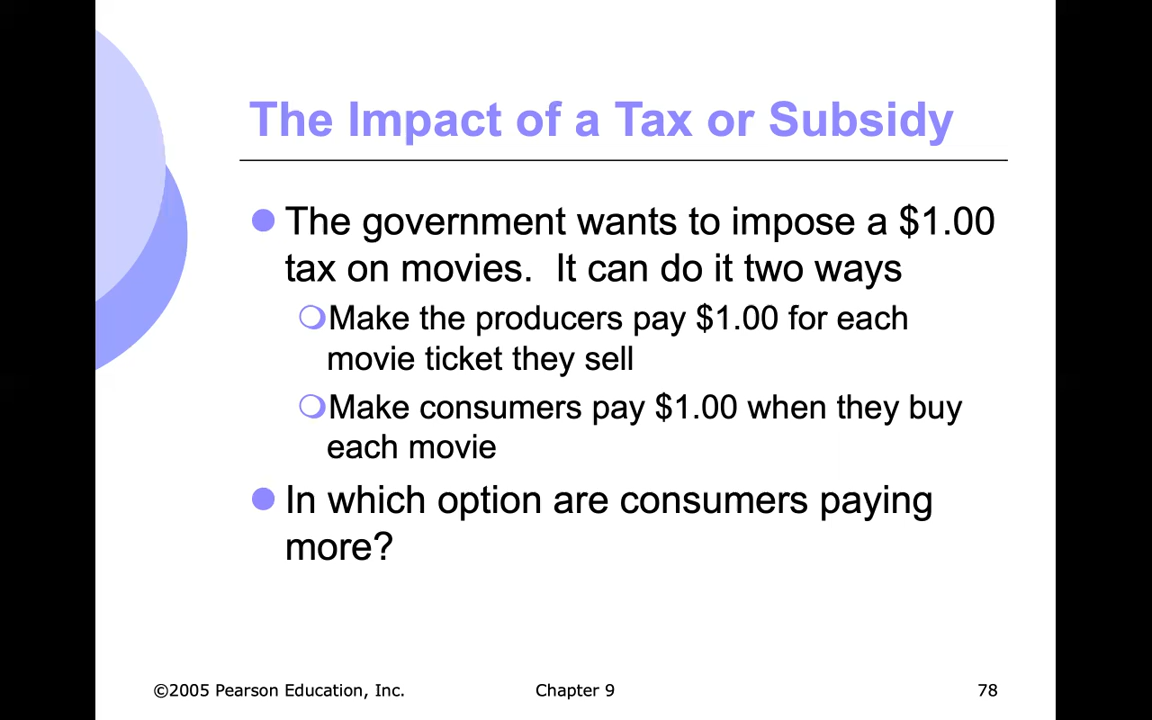 The Impact of a Tax or Subsidy
The government wants to impose a $1.00
tax on movies.  It can do it two ways
Make the producers pay $1.00 for each
movie ticket they sell
Make consumers pay $1.00 when they buy
each movie
In which option are consumers paying
more?
©2005 Pearson Education, Inc.
Chapter 9
78